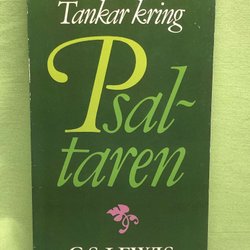 Tankar kring
Psal-
taren
C.S. LEWIS